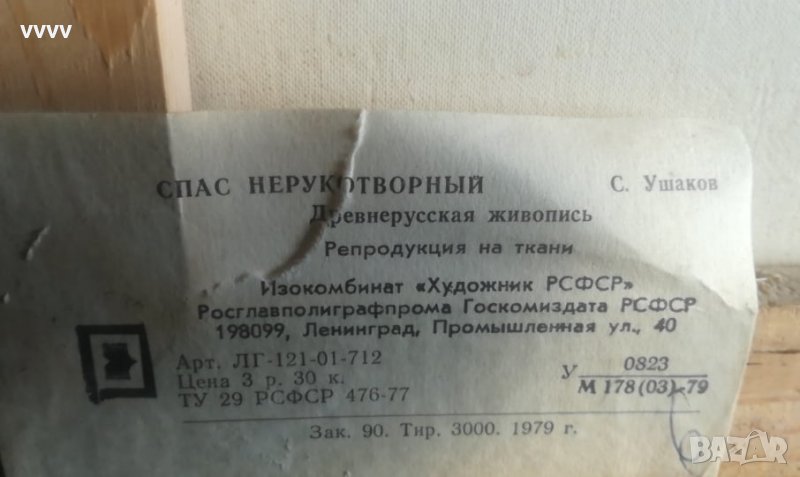 vvvv
СПАС НЕРУКОТВОРНЫЙ С. Ушаков
Древнерусская живопись
Репродукция на ткани
Изокомбинат «Художник РСФСР»
Росглавполиграфпрома Госкомиздата РСФСР
198099, Ленинград, Промышленная ул., 40
Арт. ЛГ-121-01-712
Цена 3 р. 30 к.
ТУ 29 РСФСР 476-77
У 0823
М 178(03)-79
Зак. 90. Тир. 3000. 1979 г.
BAZAR